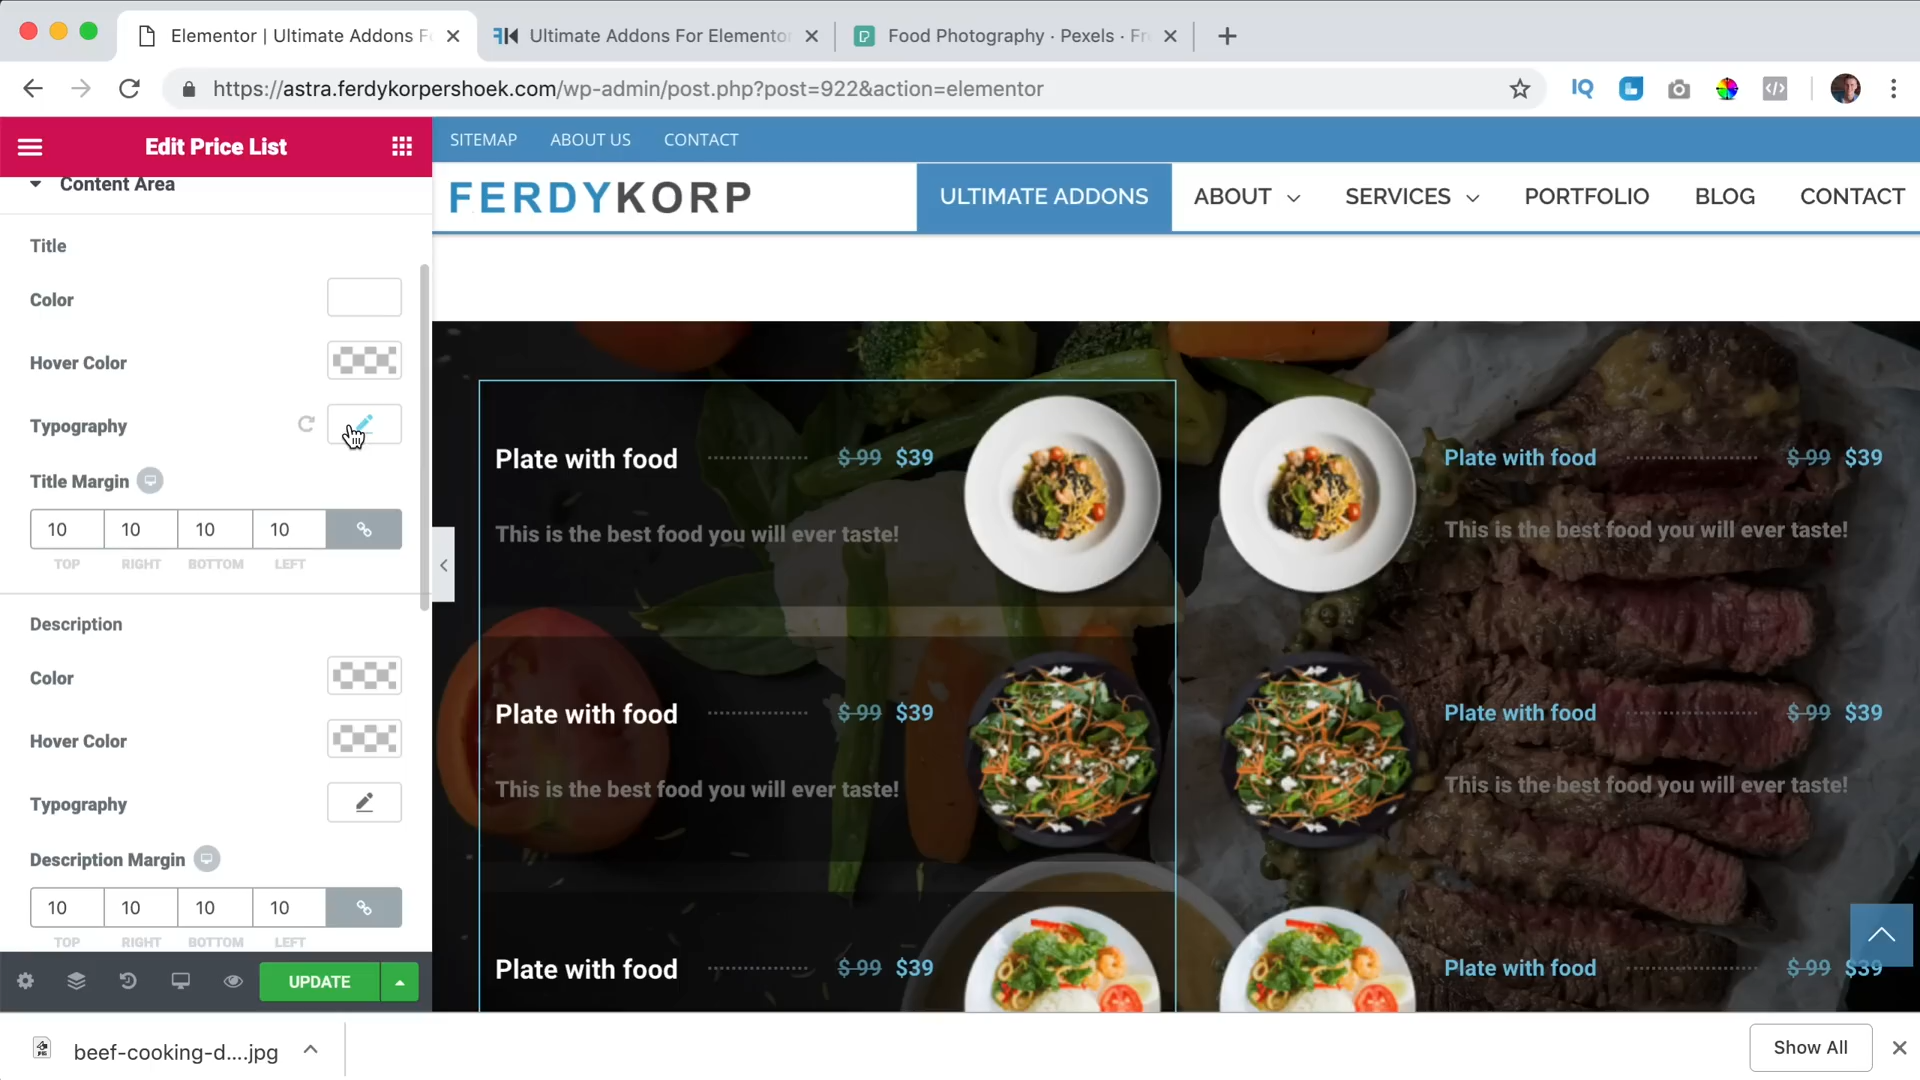 Elementor | Ultimate Addons F
Ultimate Addons For Elemento
Food Photography · Pexels · Fr
https://astra.ferdykorpershoek.com/wp-admin/post.php?post=922&action=elementor
IQ
Edit Price List
SITEMAP ABOUT US CONTACT
FERDYKORP
ULTIMATE ADDONS ABOUT SERVICES PORTFOLIO BLOG CONTACT
Content Area
Title
Color
Hover Color
Typography
Title Margin
10 10 10 10
TOP RIGHT BOTTOM LEFT
Description
Color
Hover Color
Typography
Description Margin
10 10 10 10
TOP RIGHT BOTTOM LEFT
UPDATE
Plate with food $ 99 $39
This is the best food you will ever taste!
Plate with food $ 99 $39
This is the best food you will ever taste!
Plate with food $ 99 $39
Plate with food $ 99 $39
This is the best food you will ever taste!
Plate with food $ 99 $39
This is the best food you will ever taste!
Plate with food $ 99 $39
beef-cooking-d....jpg
Show All